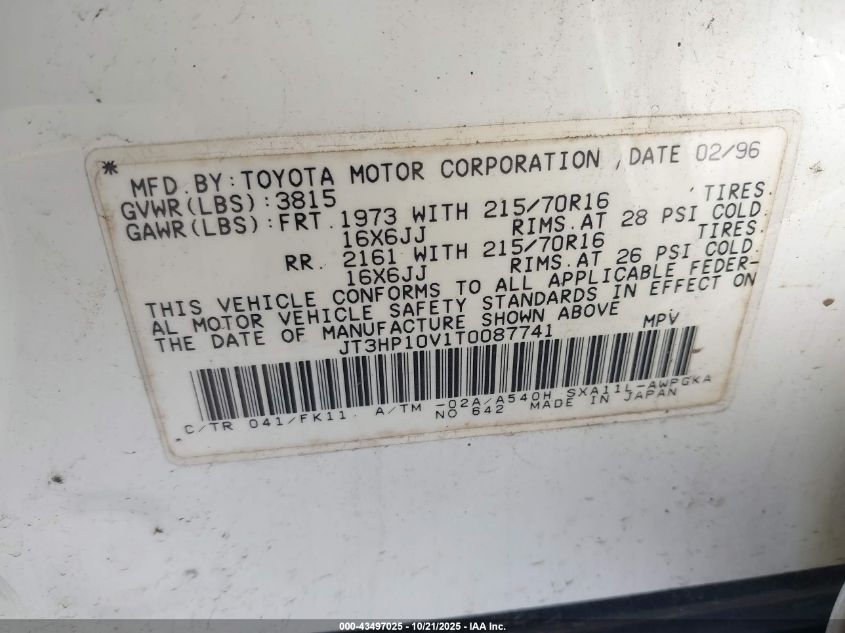 * MFD.BY:TOYOTA MOTOR CORPORATION ,DATE 02/96
GVWR(LBS):3815
GAWR(LBS):FRT. 1973 WITH 215/70R16 TIRES.
16X6JJ RIMS.AT 28 PSI COLD.
RR. 2161 WITH 215/70R16 TIRES.
16X6JJ RIMS.AT 26 PSI COLD.
THIS VEHICLE CONFORMS TO ALL APPLICABLE FEDER-
AL MOTOR VEHICLE SAFETY STANDARDS IN EFFECT ON
THE DATE OF MANUFACTURE SHOWN ABOVE
JT3HP10V1T0087741 MPV
C/TR 041/FK11. A/TM -02A/A540H SXA11L-AWPGKA
NO 642 MADE IN JAPAN
000-43497025 - 10/21/2025 - IAA Inc.